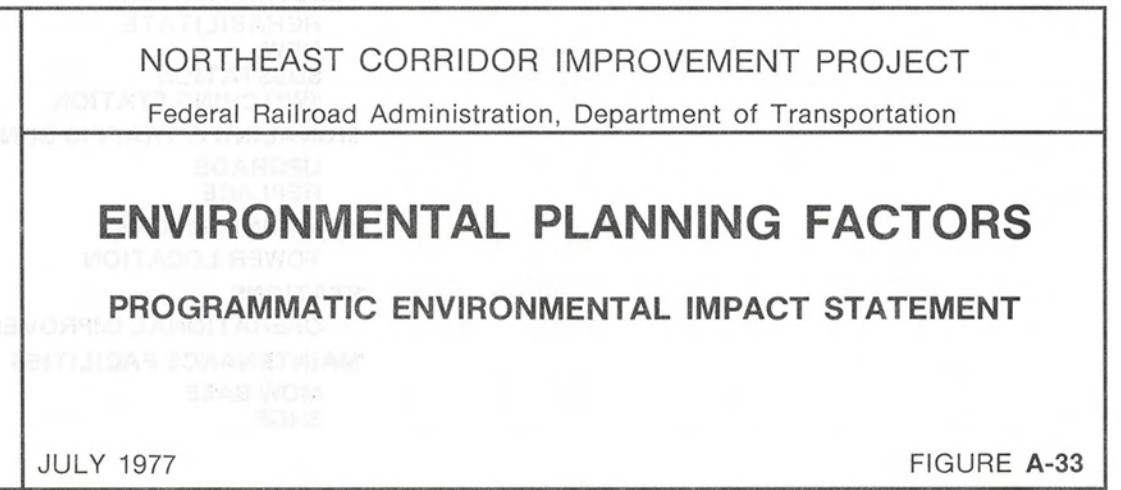 NORTHEAST CORRIDOR IMPROVEMENT PROJECT
Federal Railroad Administration, Department of Transportation
ENVIRONMENTAL PLANNING FACTORS
PROGRAMMATIC ENVIRONMENTAL IMPACT STATEMENT
JULY 1977
FIGURE A-33